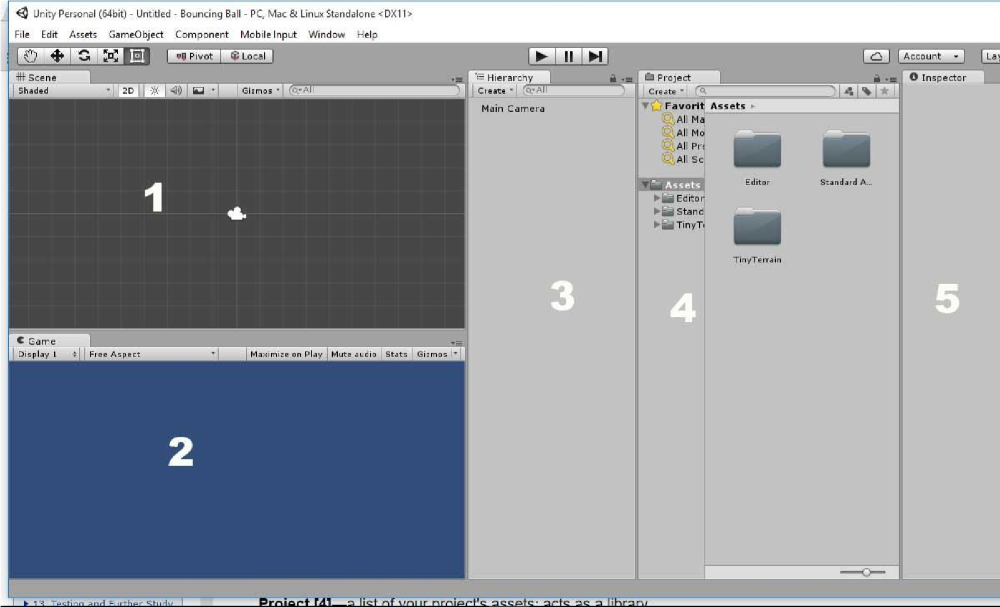 Unity Personal (64bit) - Untitled - Bouncing Ball - PC, Mac & Linux Standalone <DX11>
File Edit Assets GameObject Component Mobile Input Window Help
Pivot Local Account Lay
Scene
Shaded 2D Gizmos All
1
Game
Display 1 Free Aspect Maximize on Play Mute audio Stats Gizmos
2
Hierarchy
Create All
Main Camera
3
Project
Create
Favorit
All Ma
All Mo
All Pre
All Sc
Assets
Editor
Stand
TinyTe
4
Assets
Editor Standard A...
TinyTerrain
Inspector
5
13. Testing and Further Study
Project [4]—a list of your project's assets; acts as a library